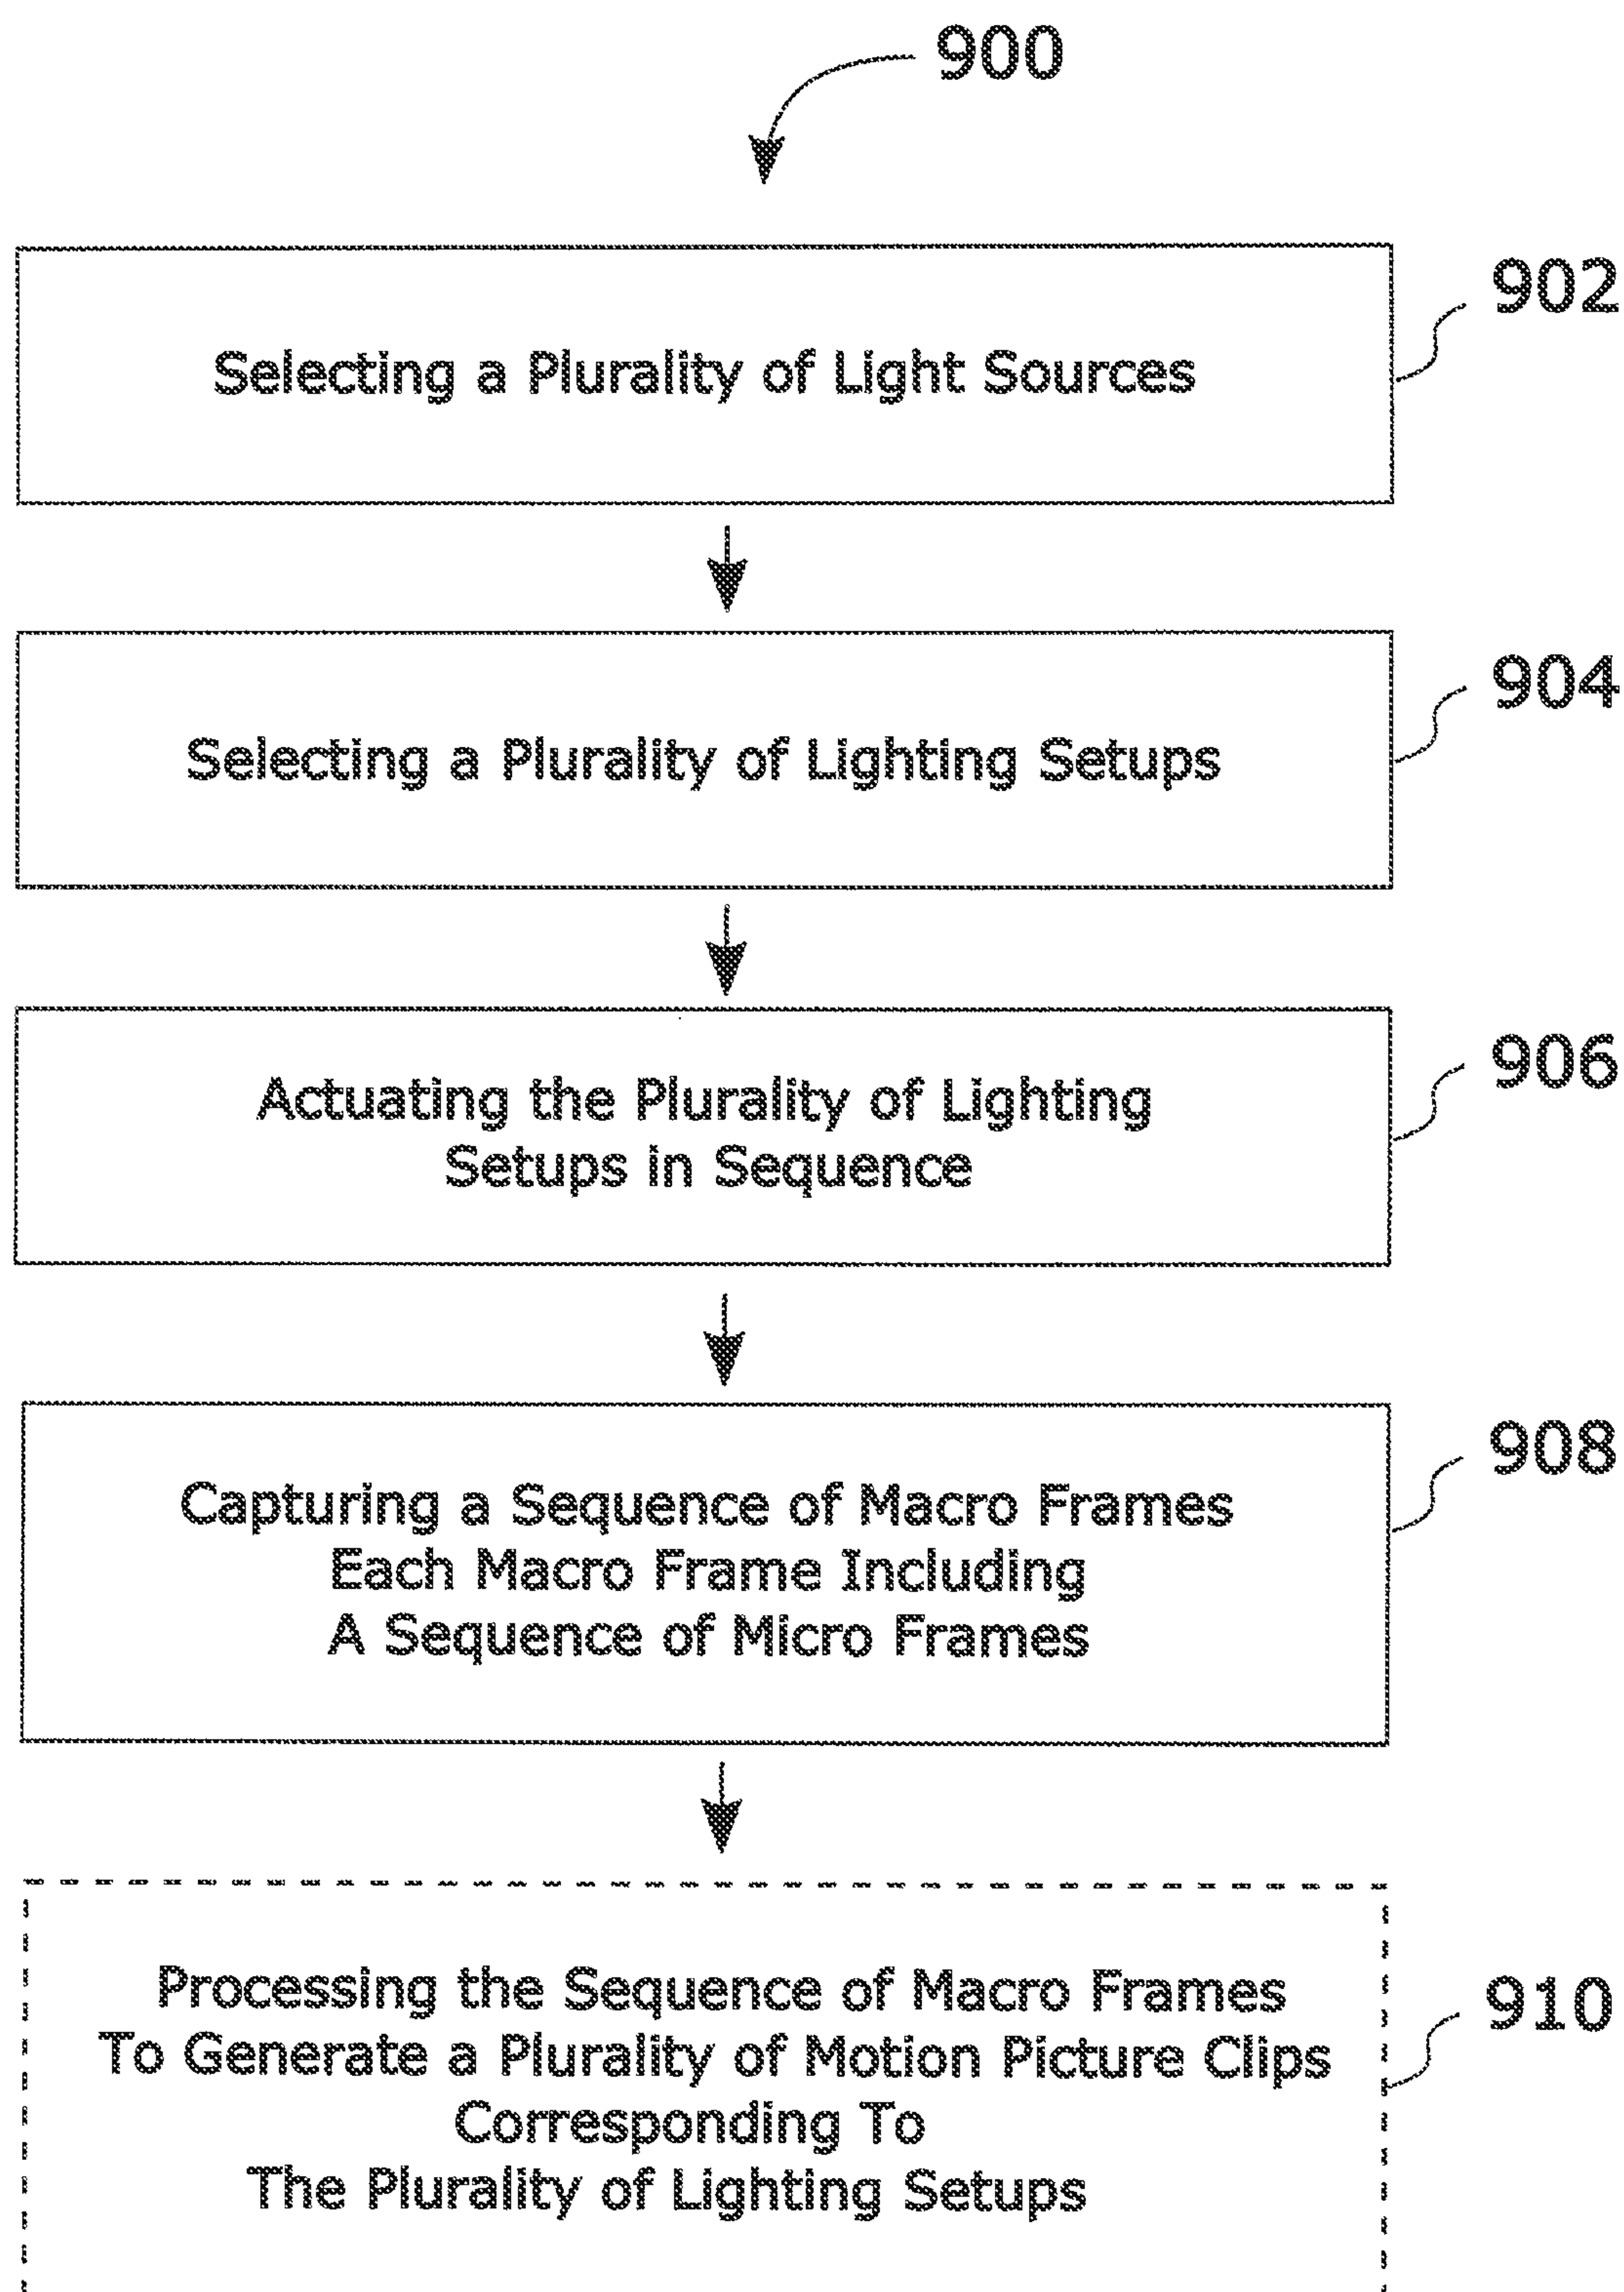 900
902
Selecting a Plurality of Light Sources
904
Selecting a Plurality of Lighting Setups
906
Actuating the Plurality of Lighting
Setups in Sequence
908
Capturing a Sequence of Macro Frames
Each Macro Frame Including
A Sequence of Micro Frames
910
Processing the Sequence of Macro Frames
To Generate a Plurality of Motion Picture Clips
Corresponding To
The Plurality of Lighting Setups